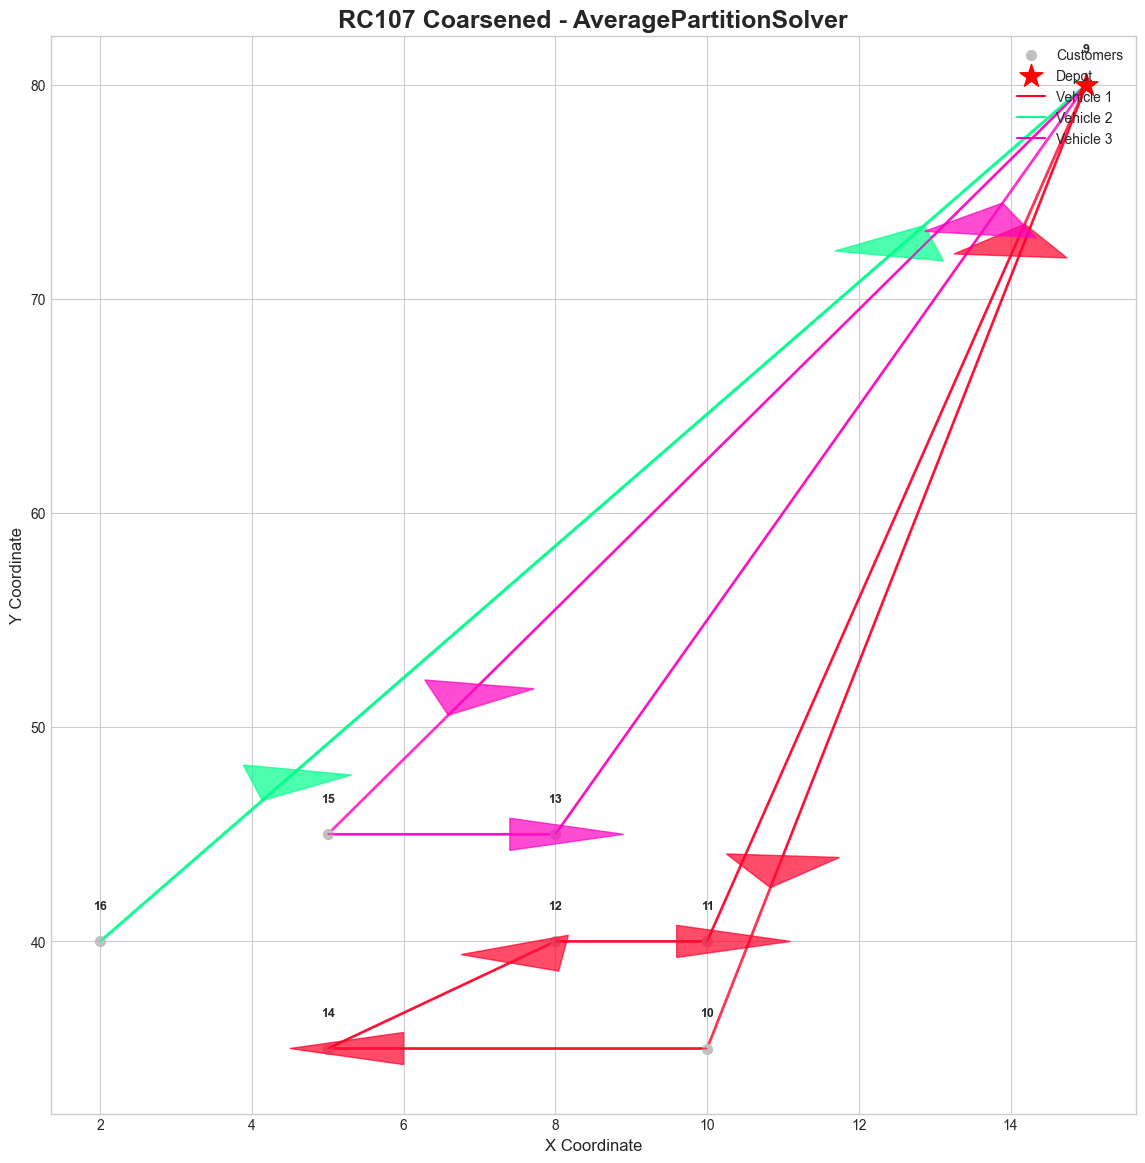 RC107 Coarsened - AveragePartitionSolver
9
Customers
Depot
Vehicle 1
Vehicle 2
Vehicle 3
80
70
60
50
40
15
13
16
12
11
14
10
Y Coordinate
2
4
6
8
10
12
14
X Coordinate